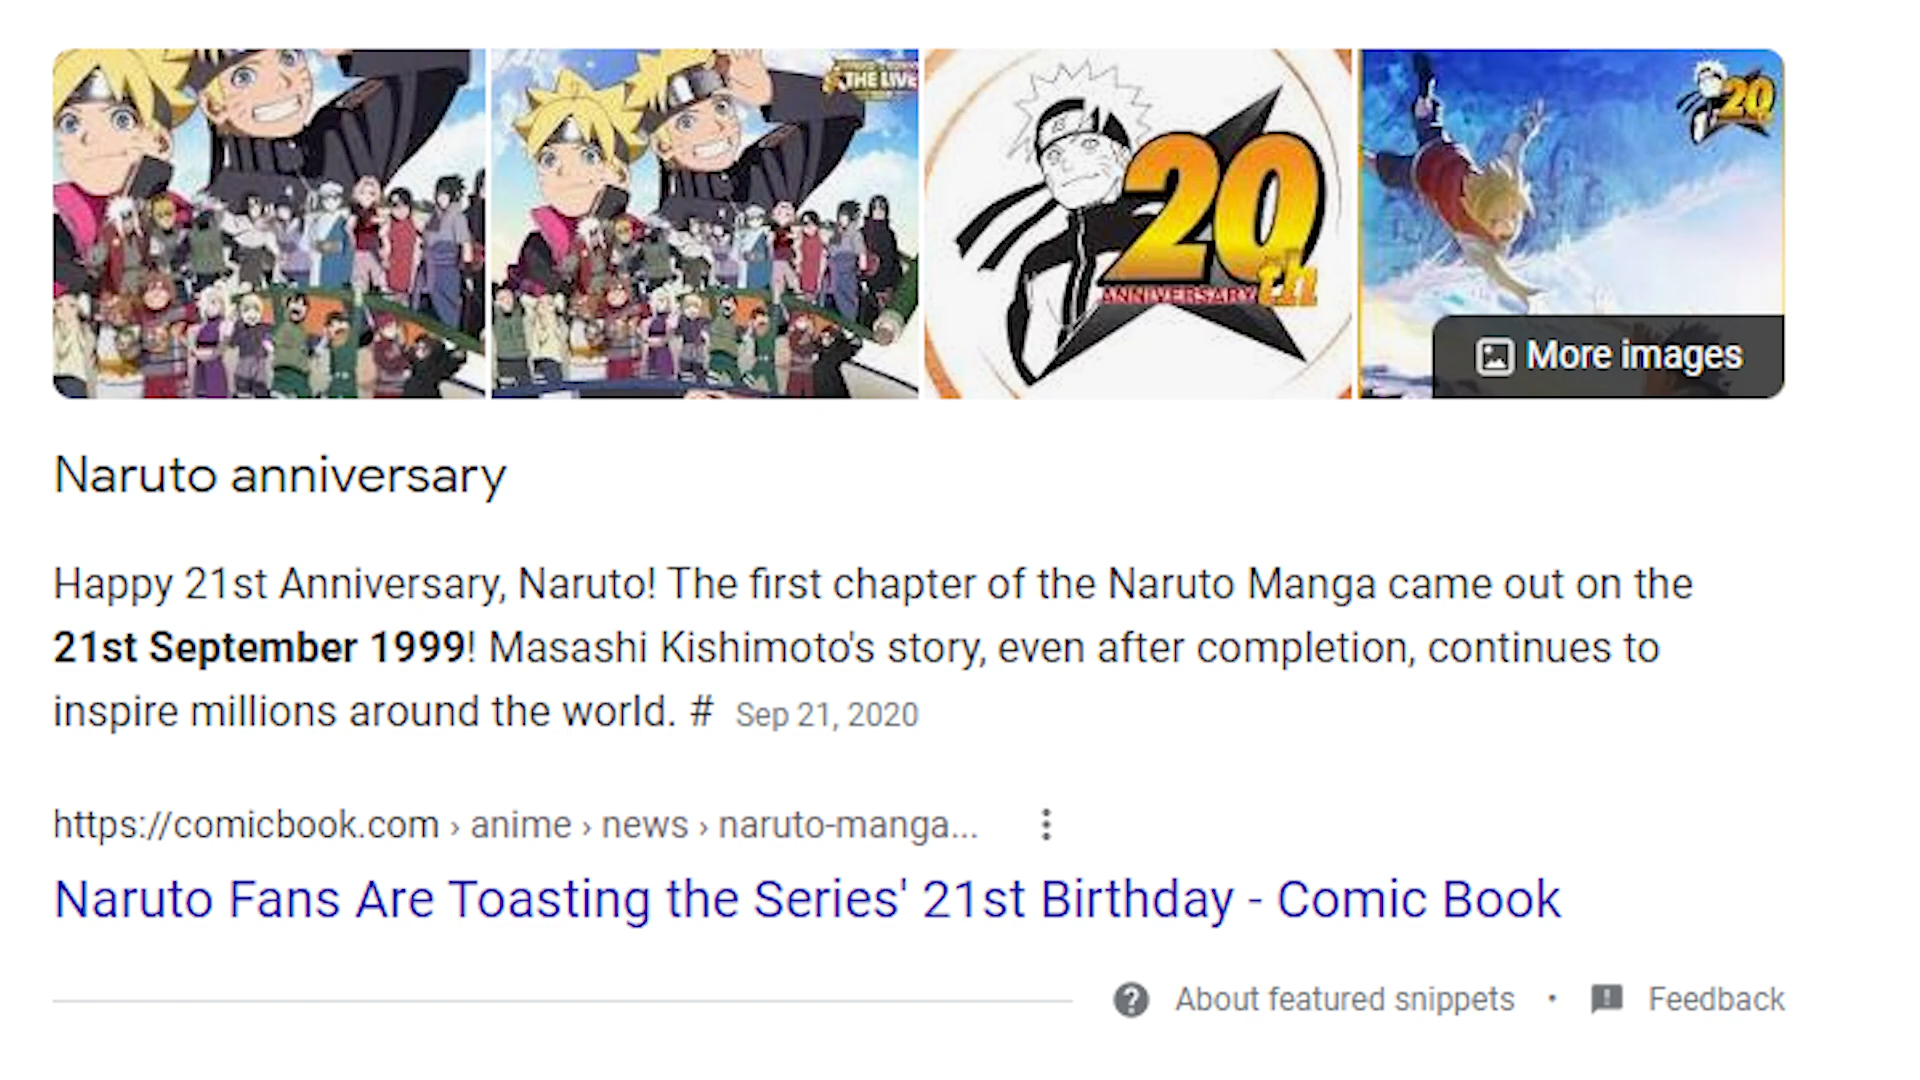 THE LIVE
20th
ANNIVERSARY
20
More images
Naruto anniversary
Happy 21st Anniversary, Naruto! The first chapter of the Naruto Manga came out on the
21st September 1999! Masashi Kishimoto's story, even after completion, continues to
inspire millions around the world. # Sep 21, 2020
https://comicbook.com › anime › news › naruto-manga...
Naruto Fans Are Toasting the Series' 21st Birthday - Comic Book
About featured snippets • Feedback